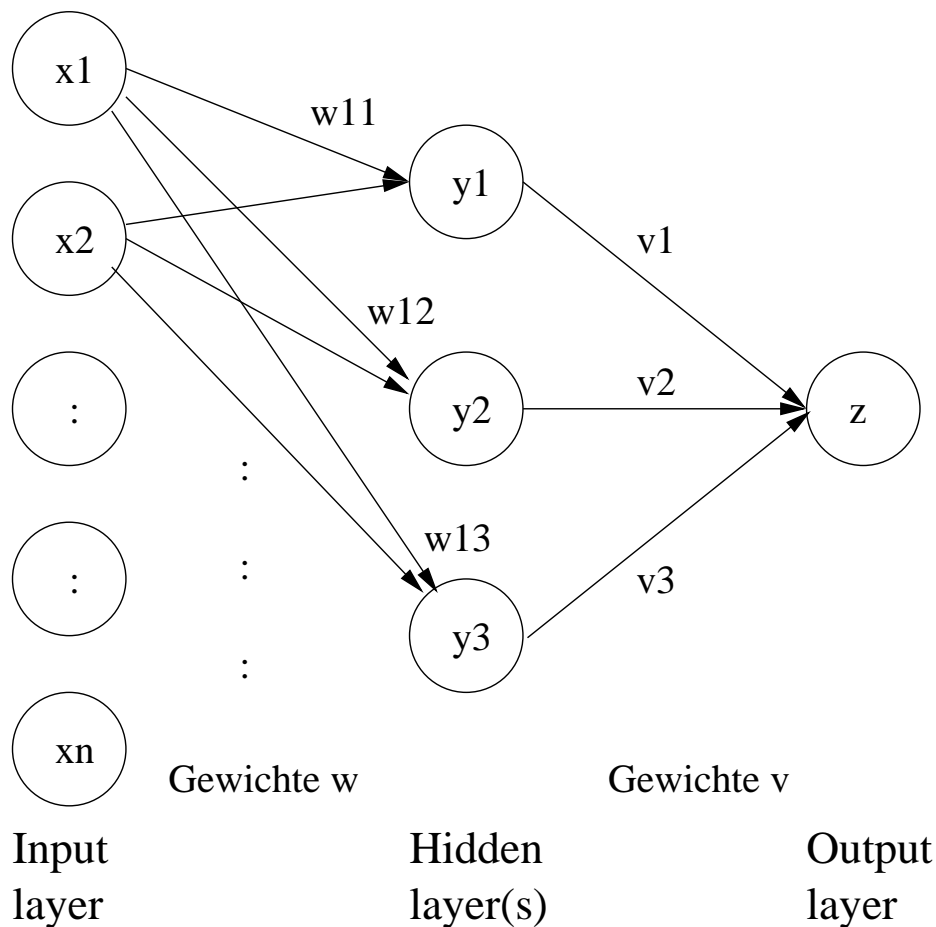 x1
w11
y1
x2
v1
w12
:
y2
v2
z
:
w13
:
:
v3
y3
:
xn
Gewichte w
Gewichte v
Input
layer
Hidden
layer(s)
Output
layer